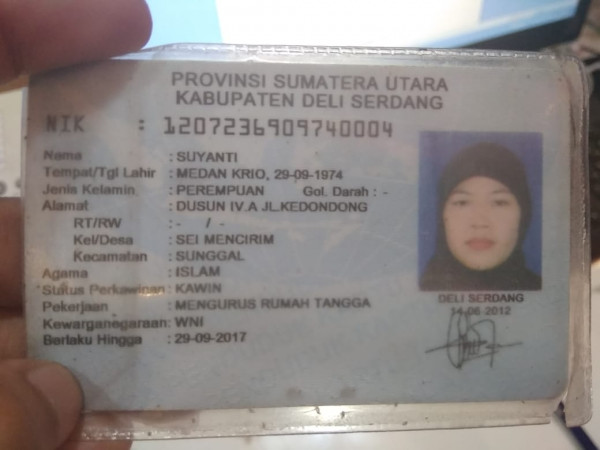 PROVINSI SUMATERA UTARA
KABUPATEN DELI SERDANG
NIK : 1207236909740004
Nama : SUYANTI
Tempat/Tgl Lahir : MEDAN KRIO, 29-09-1974
Jenis Kelamin : PEREMPUAN Gol. Darah : -
Alamat : DUSUN IV.A JL.KEDONDONG
RT/RW : - / -
Kel/Desa : SEI MENCIRIM
Kecamatan : SUNGGAL
Agama : ISLAM
Status Perkawinan: KAWIN
Pekerjaan : MENGURUS RUMAH TANGGA
Kewarganegaraan: WNI
Berlaku Hingga : 29-09-2017
DELI SERDANG
14-06-2012